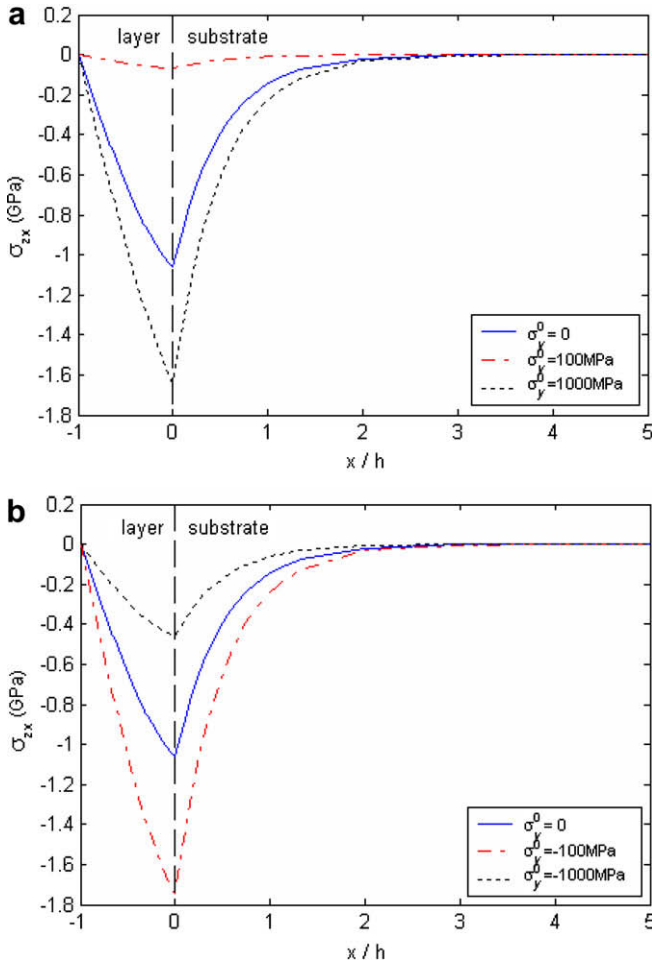 a
layer substrate
0.2
0
-0.2
-0.4
-0.6
-0.8
-1
-1.2
-1.4
-1.6
-1.8
σzx (GPa)
σ⁰y = 0
σ⁰y=100MPa
σ⁰y=1000MPa
-1 0 1 2 3 4 5
x / h
b
layer substrate
0.2
0
-0.2
-0.4
-0.6
-0.8
-1
-1.2
-1.4
-1.6
-1.8
σzx (GPa)
σ⁰y = 0
σ⁰y=-100MPa
σ⁰y=-1000MPa
-1 0 1 2 3 4 5
x / h